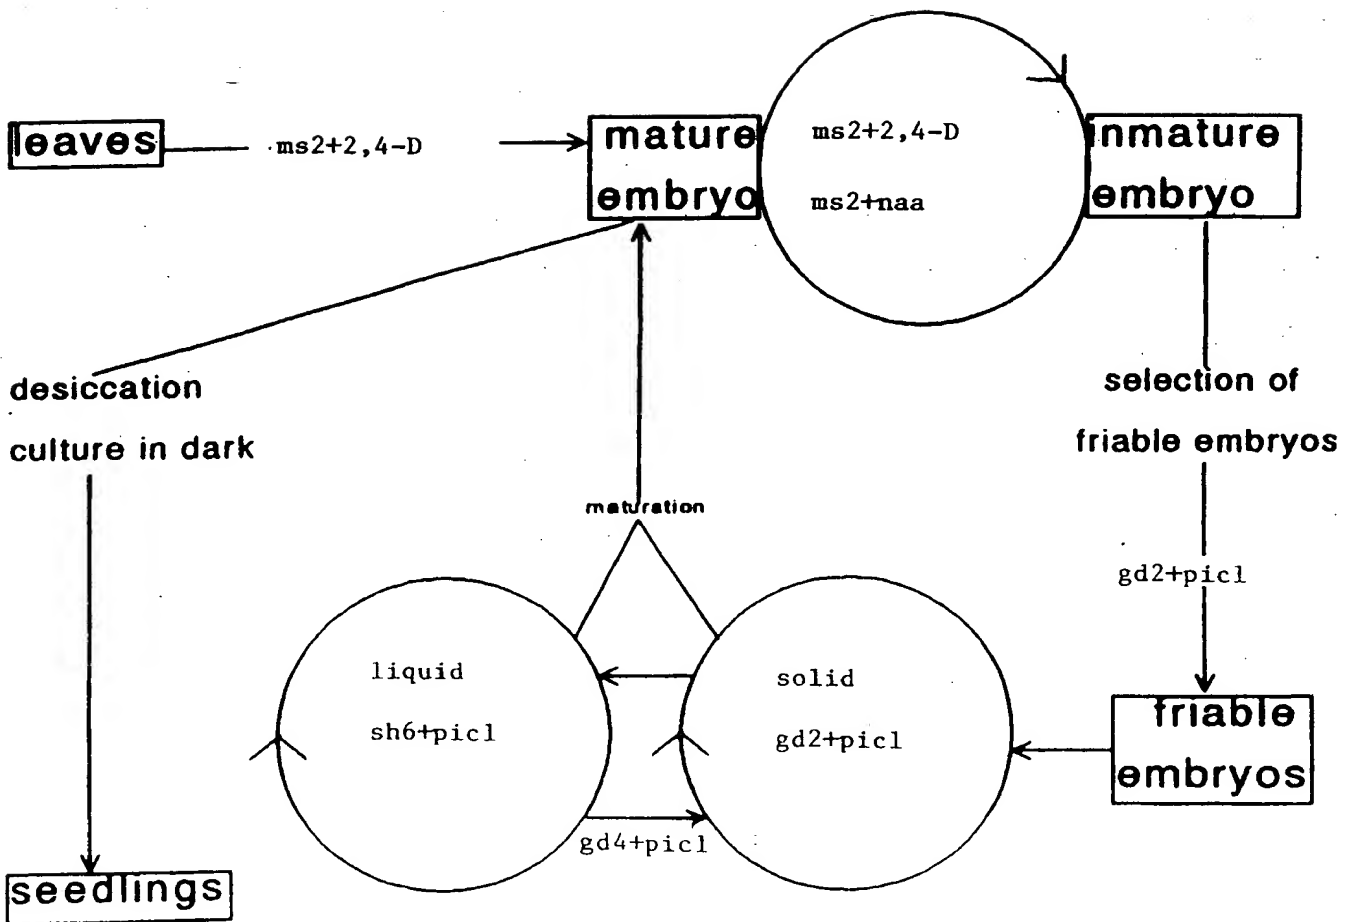 leaves
ms2+2,4-D
mature
embryo
ms2+2,4-D
ms2+naa
inmature
embryo
desiccation
culture in dark
selection of
friable embryos
maturation
gd2+picl
liquid
sh6+picl
solid
gd2+picl
friable
embryos
gd4+picl
seedlings